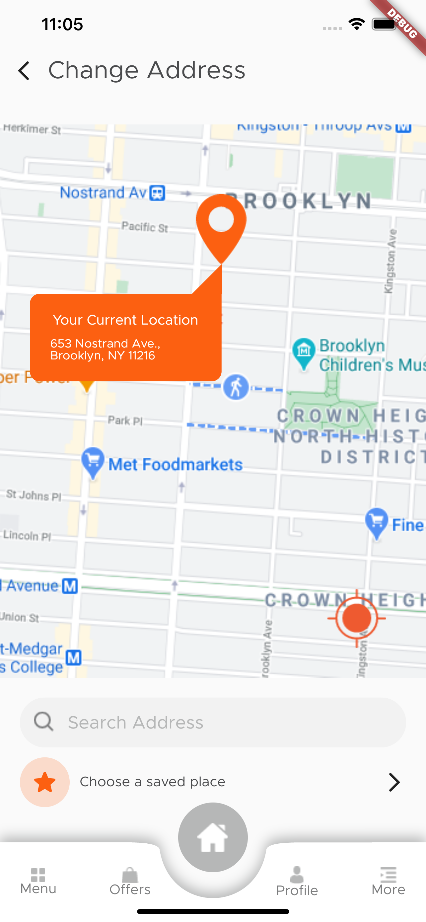 11:05
DEBUG
Change Address
Herkimer St
Kingston - Throop Avs M
Nostrand Av
BROOKLYN
Pacific St
Kingston Ave
Your Current Location
653 Nostrand Ave.,
Brooklyn, NY 11216
Brooklyn
Children's Mus
per Power
CROWN HEIG
NORTH HISTO
DISTRICT
Park Pl
Met Foodmarkets
St Johns Pl
Fine
Lincoln Pl
Avenue M
CROWN HEIGH
Union St
t-Medgar
s College M
rooklyn Ave
ingston
Search Address
Choose a saved place
Menu
Offers
Profile
More